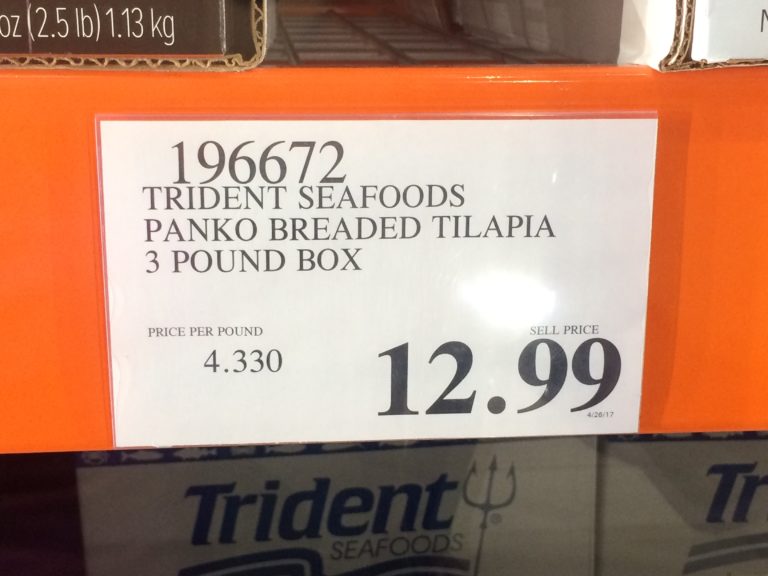 oz (2.5 lb) 1.13 kg
196672
TRIDENT SEAFOODS
PANKO BREADED TILAPIA
3 POUND BOX
PRICE PER POUND
4.330
SELL PRICE
12.99
4/26/17
Trident
SEAFOODS
Tr